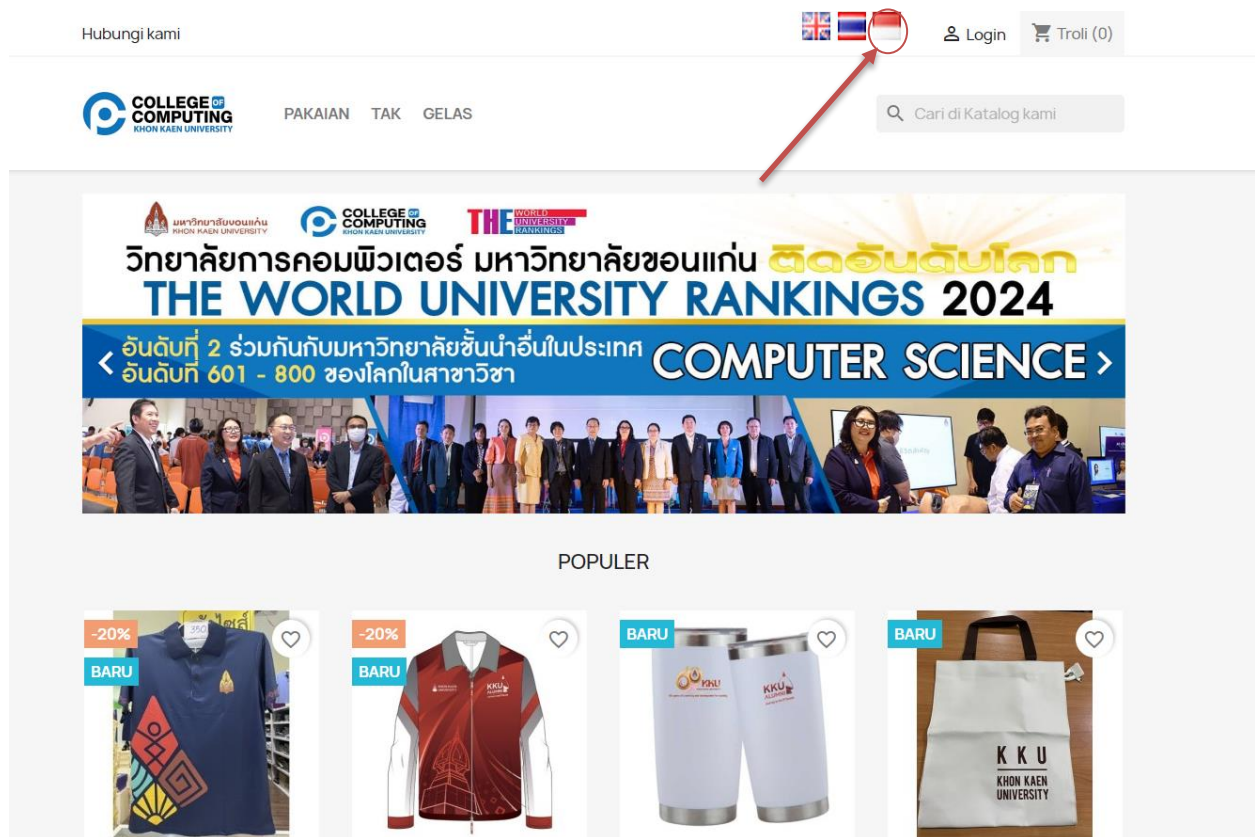 Hubungi kami
Login
Troli (0)
COLLEGE OF
COMPUTING
KHON KAEN UNIVERSITY
PAKAIAN TAK GELAS
Cari di Katalog kami
มหาวิทยาลัยขอนแก่น
KHON KAEN UNIVERSITY
COLLEGE OF
COMPUTING
KHON KAEN UNIVERSITY
THE WORLD
UNIVERSITY
RANKINGS
วิทยาลัยการคอมพิวเตอร์ มหาวิทยาลัยขอนแก่น ติดอันดับโลก
THE WORLD UNIVERSITY RANKINGS 2024
อันดับที่ 2 ร่วมกันกับมหาวิทยาลัยชั้นนำอื่นในประเทศ
อันดับที่ 601 - 800 ของโลกในสาขาวิชา
COMPUTER SCIENCE
POPULER
-20%
BARU
350
-20%
BARU
KKU
ALUMNI
BARU
60 KKU
KKU
ALUMNI
BARU
KKU
KHON KAEN
UNIVERSITY